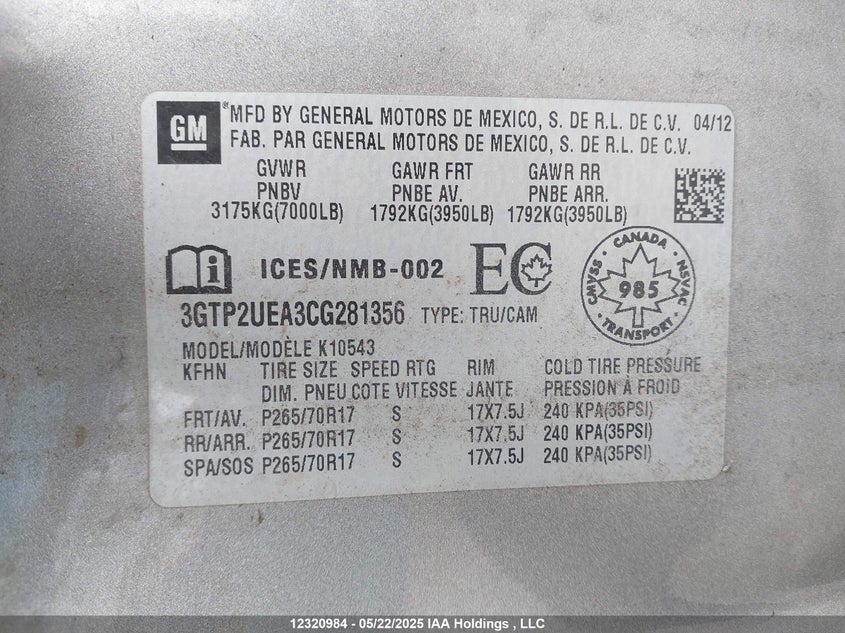 GM
®MFD BY GENERAL MOTORS DE MEXICO, S. DE R.L. DE C.V. 04/12
FAB. PAR GENERAL MOTORS DE MEXICO, S. DE R.L. DE C.V.
GVWR GAWR FRT GAWR RR
PNBV PNBE AV. PNBE ARR.
3175KG(7000LB) 1792KG(3950LB) 1792KG(3950LB)
ICES/NMB-002 EC
CANADA
CMVSS 985 NSVAC
TRANSPORT
3GTP2UEA3CG281356 TYPE: TRU/CAM
MODEL/MODÈLE K10543
KFHN TIRE SIZE SPEED RTG RIM COLD TIRE PRESSURE
DIM. PNEU COTE VITESSE JANTE PRESSION À FROID
FRT/AV. P265/70R17 S 17X7.5J 240 KPA(35PSI)
RR/ARR. P265/70R17 S 17X7.5J 240 KPA(35PSI)
SPA/SOS P265/70R17 S 17X7.5J 240 KPA(35PSI)
12320984 - 05/22/2025 IAA Holdings , LLC